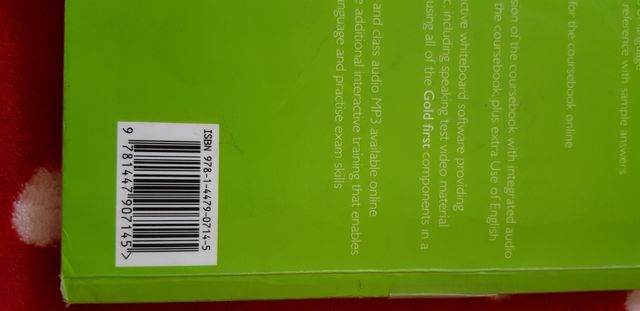 reference with sample answers
for the coursebook online
sion of the coursebook with integrated audio
the coursebook, plus extra Use of English
ctive whiteboard software providing
including speaking test video material
using all of the Gold first components in a
and class audio MP3 available online
additional interactive training that enables
anguage and practise exam skills
ISBN 978-1-4479-0714-5
9 781447 907145 >